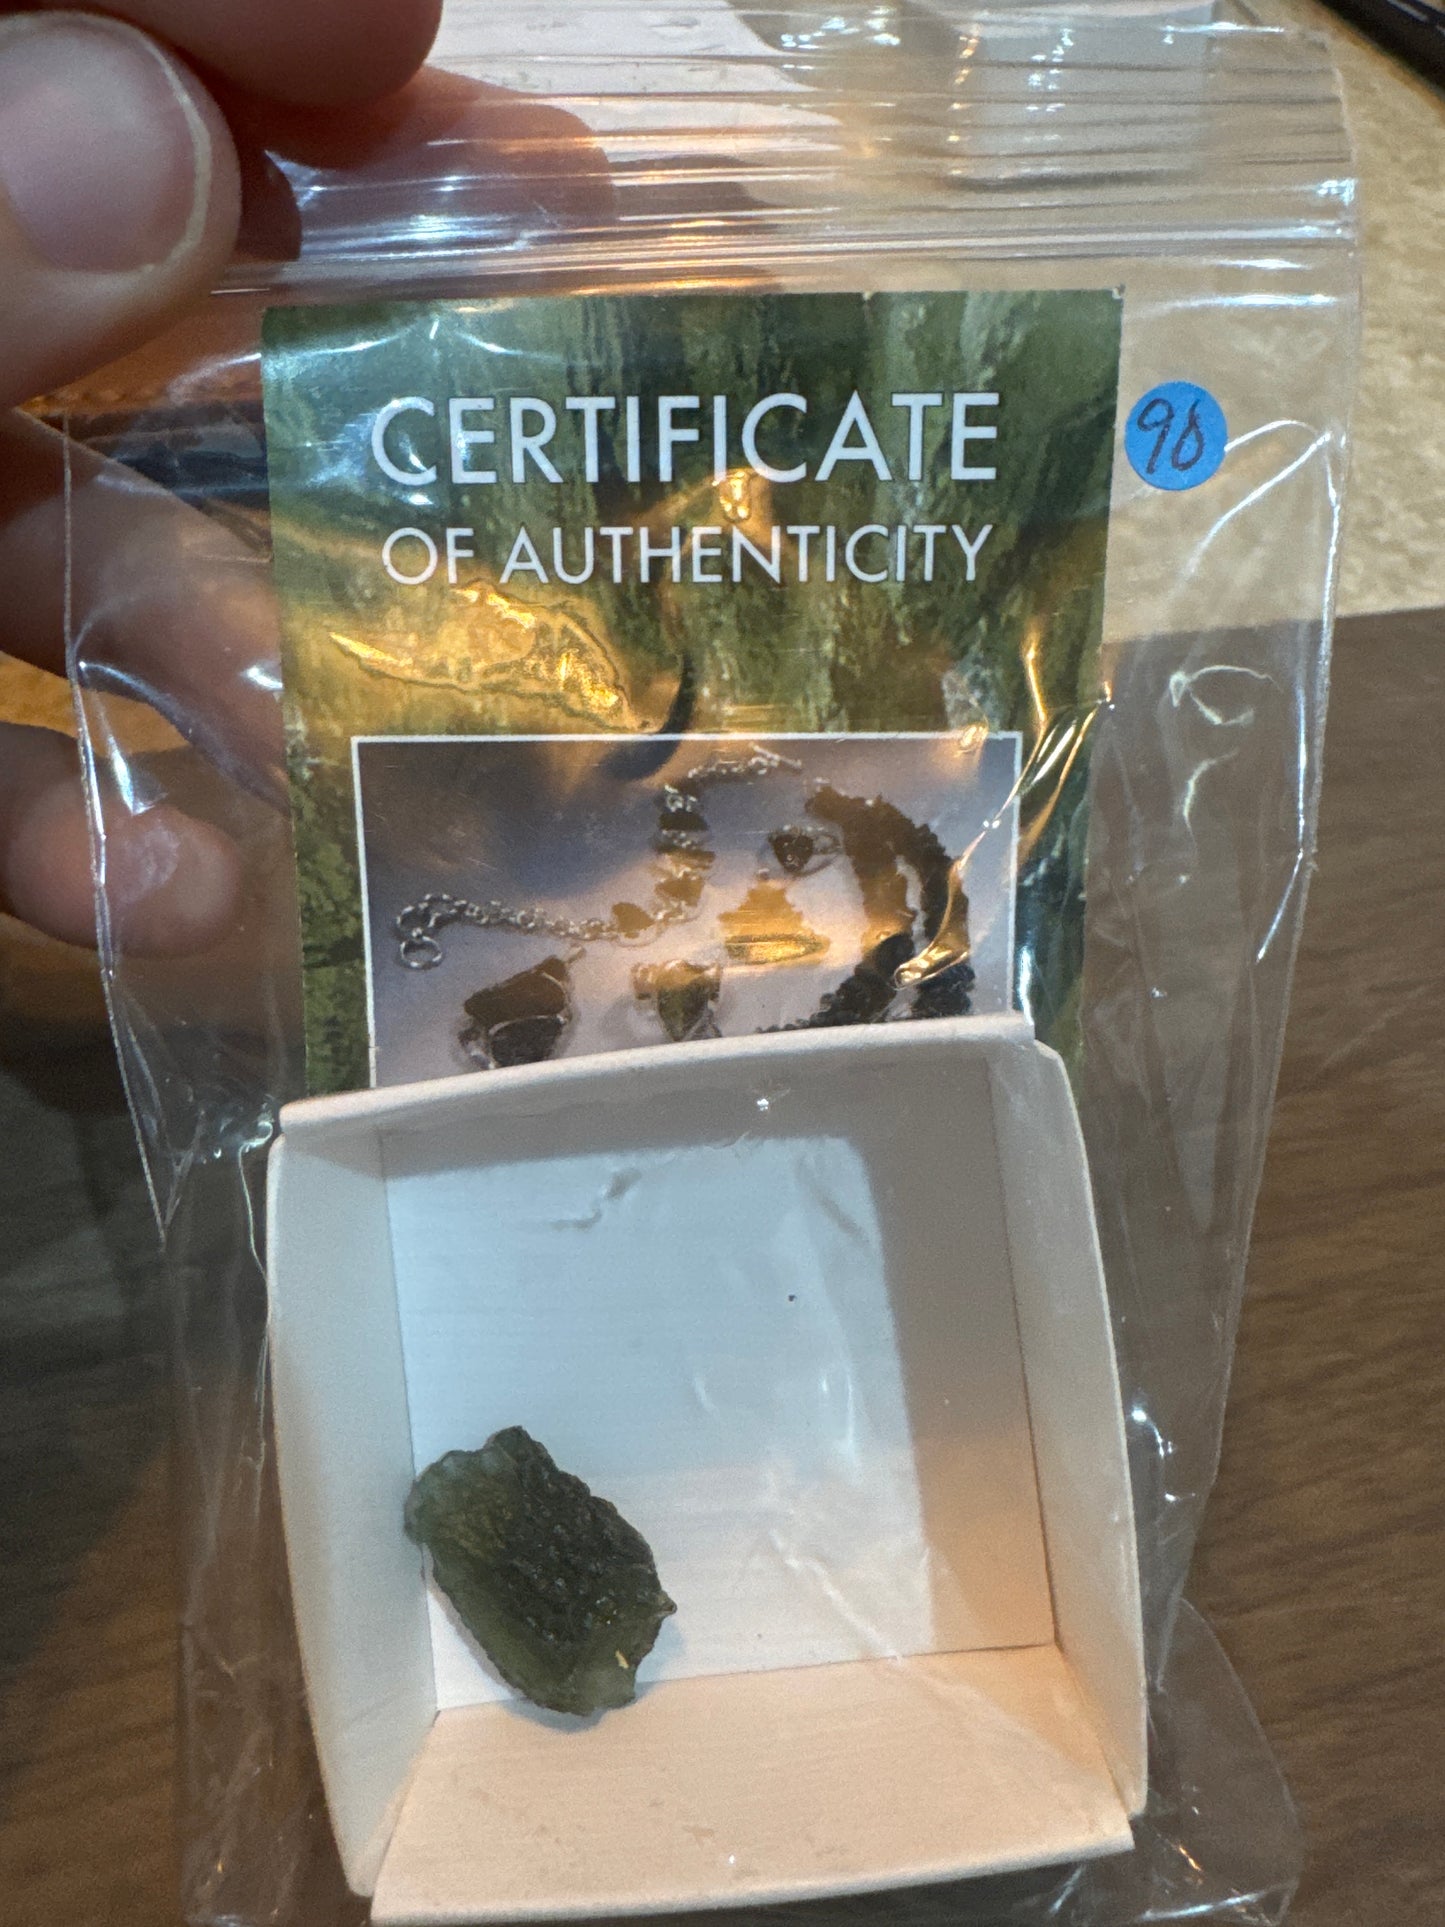 CERTIFICATE
OF AUTHENTICITY
98